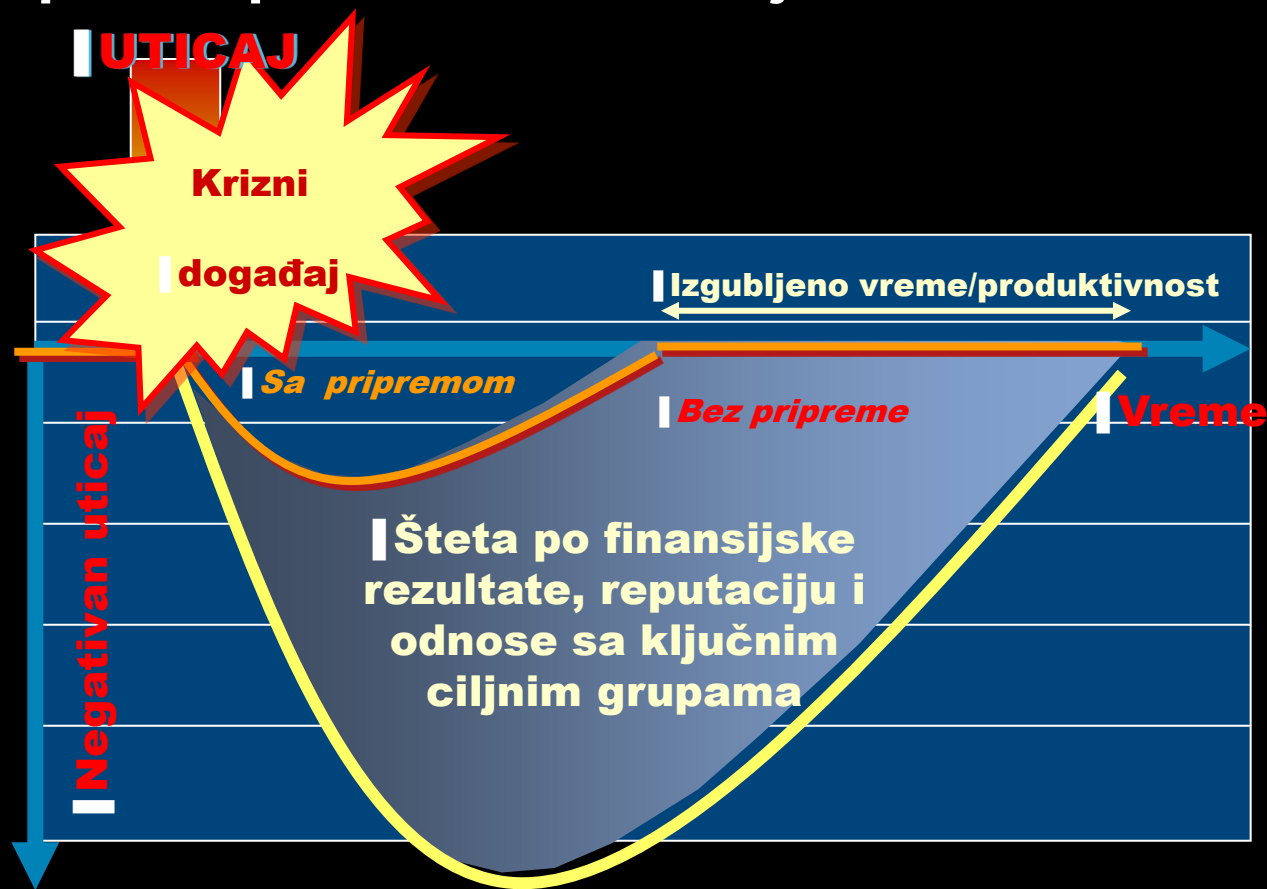 UTICAJ
Krizni
događaj
Izgubljeno vreme/produktivnost
Sa pripremom
Bez pripreme
Vreme
Negativan uticaj
Šteta po finansijske
rezultate, reputaciju i
odnose sa ključnim
ciljnim grupama